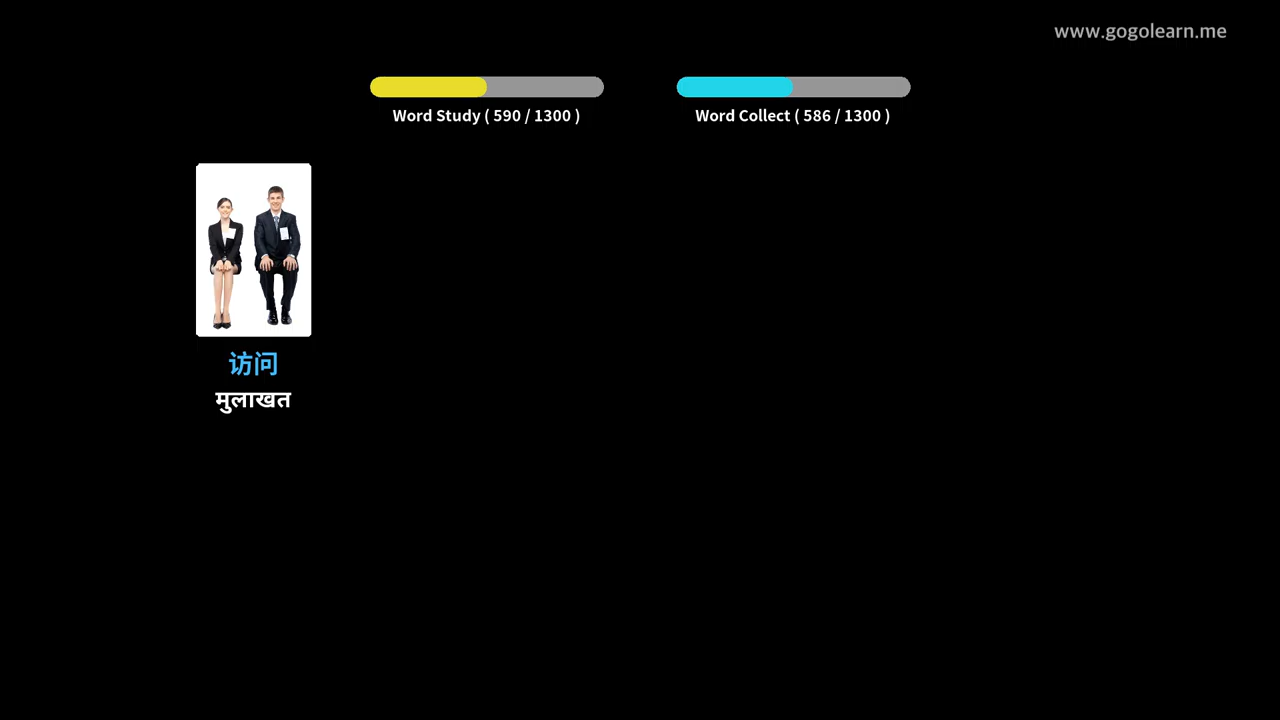 www.gogolearn.me
Word Study ( 590 / 1300 )
Word Collect ( 586 / 1300 )
访问
मुलाखत